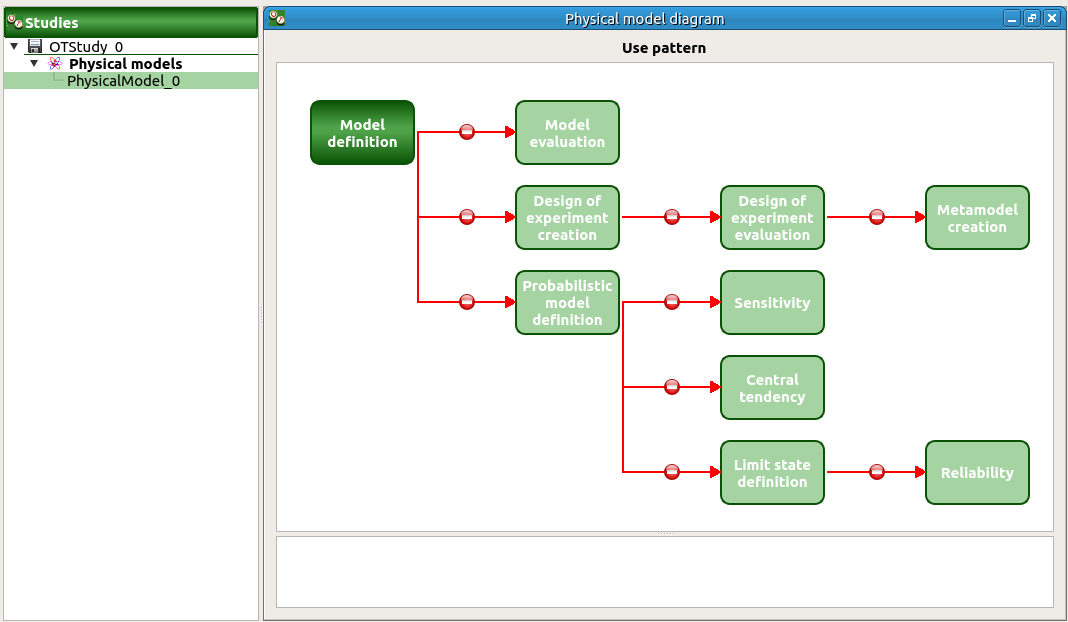 Studies
OTStudy_0
Physical models
PhysicalModel_0
Physical model diagram
Use pattern
Model
definition
Model
evaluation
Design of
experiment
creation
Design of
experiment
evaluation
Metamodel
creation
Probabilistic
model
definition
Sensitivity
Central
tendency
Limit state
definition
Reliability